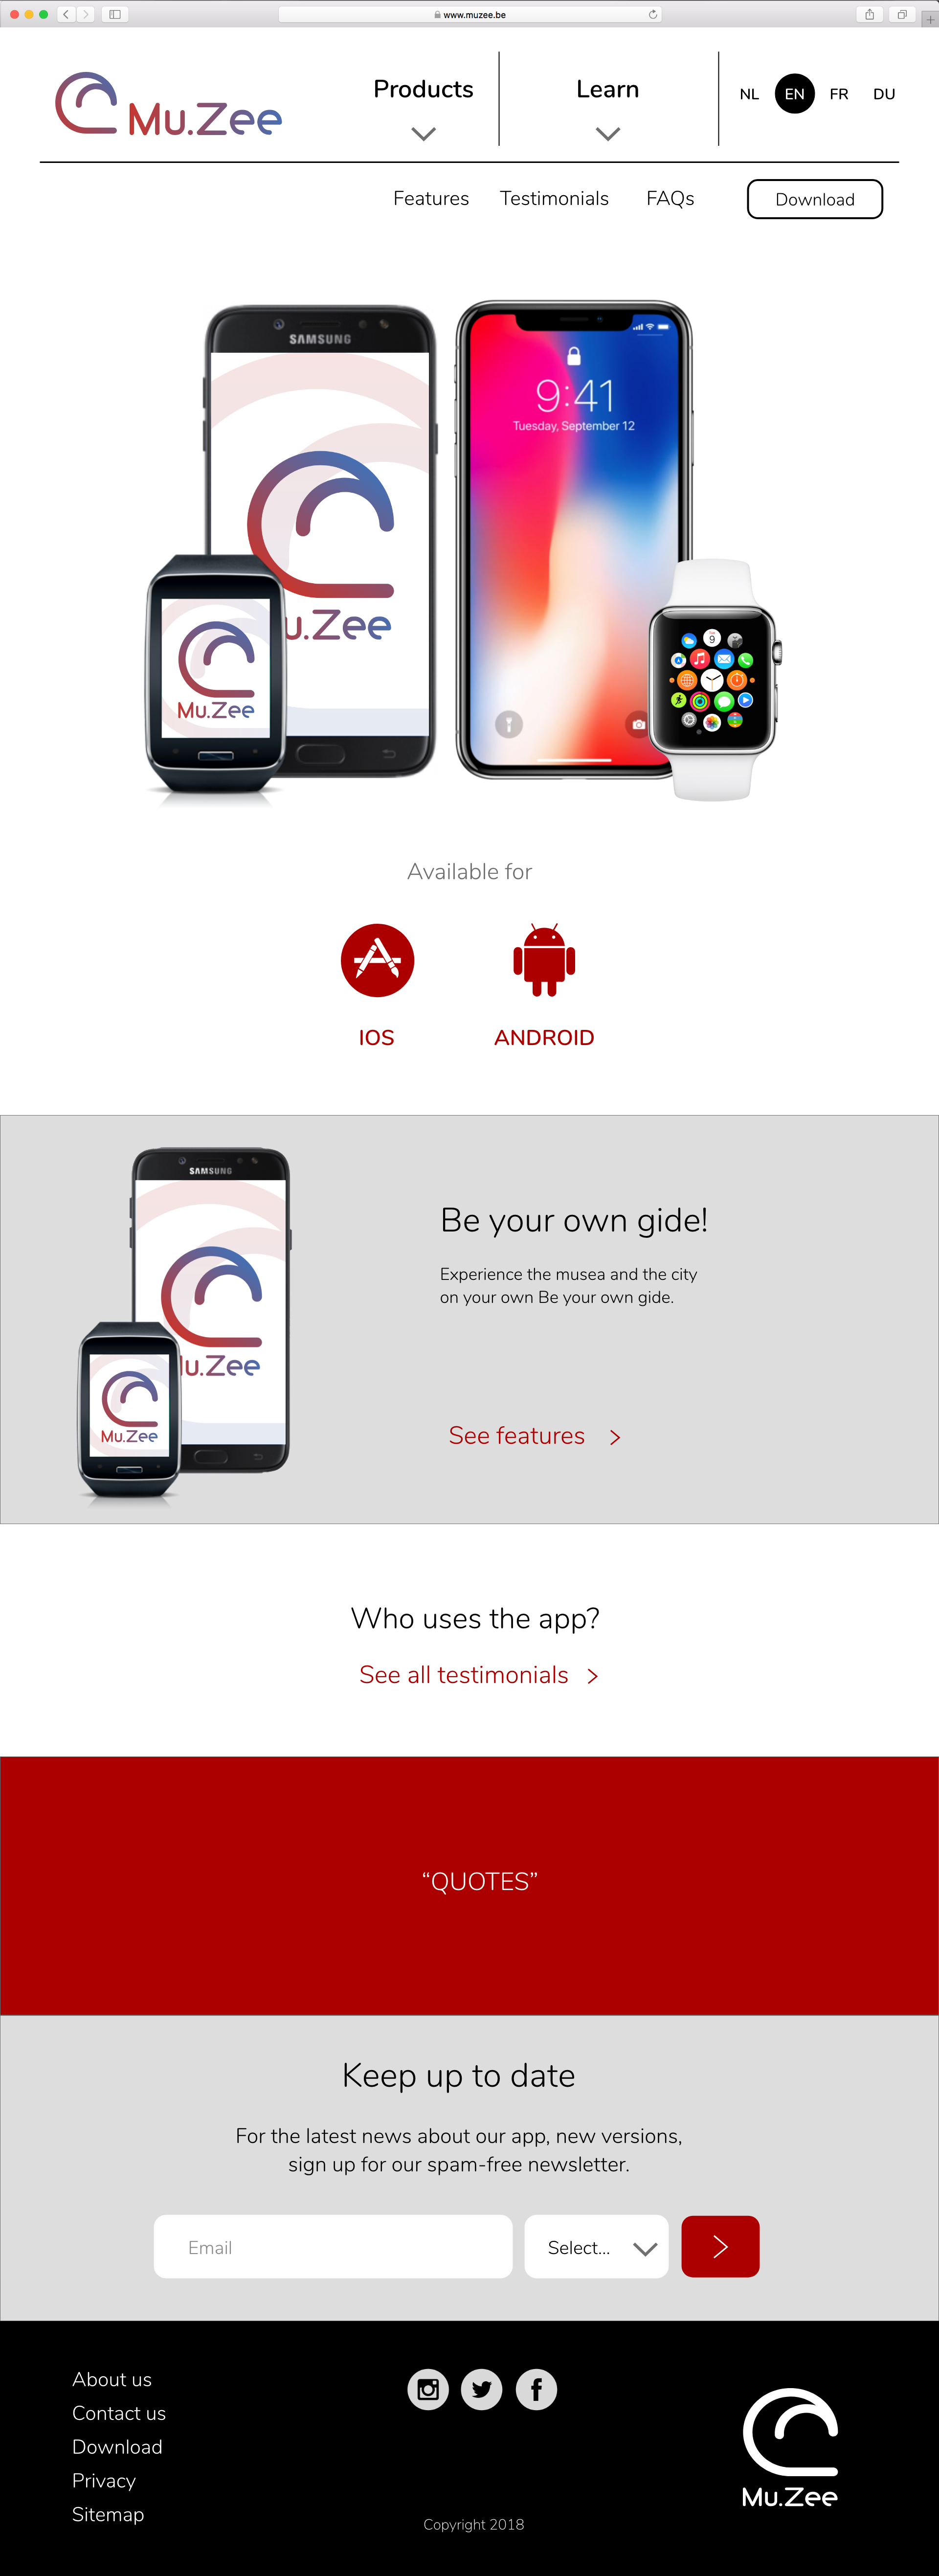 www.muzee.be
Mu.Zee
Products
Learn
NL EN FR DU
Features Testimonials FAQs Download
SAMSUNG
9:41
Tuesday, September 12
u.Zee
9
Mu.Zee
Available for
IOS ANDROID
SAMSUNG
Be your own gide!
Experience the musea and the city
on your own Be your own gide.
u.Zee
Mu.Zee
See features
Who uses the app?
See all testimonials
“QUOTES”
Keep up to date
For the latest news about our app, new versions,
sign up for our spam-free newsletter.
Email
Select...
About us
Contact us
Download
Privacy
Sitemap
Mu.Zee
Copyright 2018